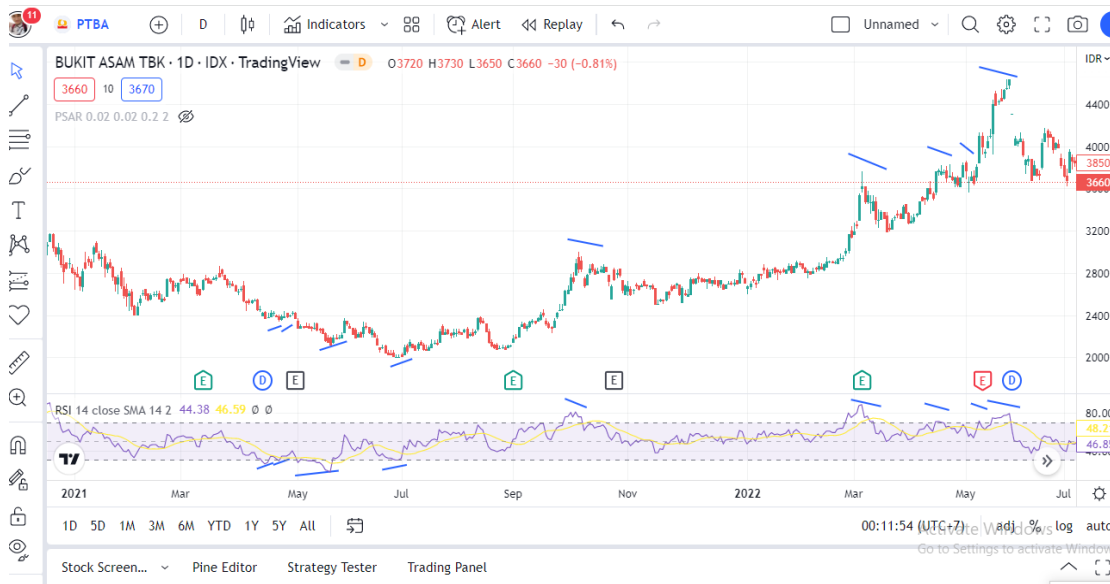 11
PTBA D Indicators Alert Replay Unnamed
BUKIT ASAM TBK · 1D · IDX · TradingView D O3720 H3730 L3650 C3660 −30 (−0.81%)
IDR
3660 10 3670
PSAR 0.02 0.02 0.2 2
4400
4000
3850
3660
3200
2800
2400
2000
E D E E E E E D
RSI 14 close SMA 14 2 44.38 46.59 Ø Ø
80.00
48.2
46.85
2021 Mar May Jul Sep Nov 2022 Mar May Jul
1D 5D 1M 3M 6M YTD 1Y 5Y All 00:11:54 (UTC+7) adj % log auto
Activate Windows
Go to Settings to activate Window
Stock Screen... Pine Editor Strategy Tester Trading Panel